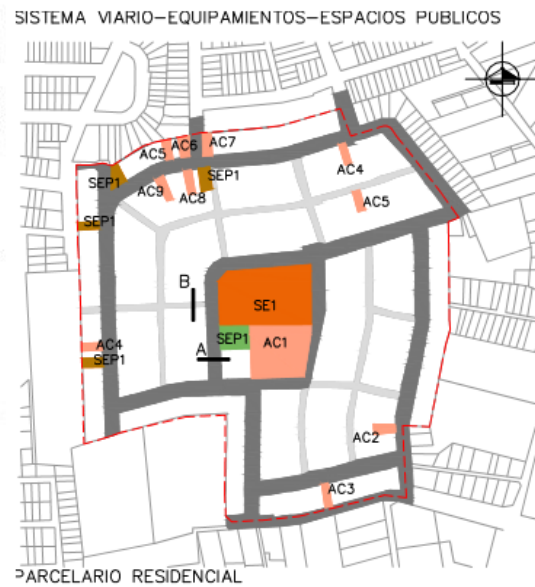 SISTEMA VIARIO-EQUIPAMIENTOS-ESPACIOS PUBLICOS
AC5 AC6 AC7
AC4
SEP1 AC9 AC8 SEP1
AC5
SEP1
B
SE1
SEP1 AC1
AC4
A
SEP1
AC2
AC3
PARCELARIO RESIDENCIAL